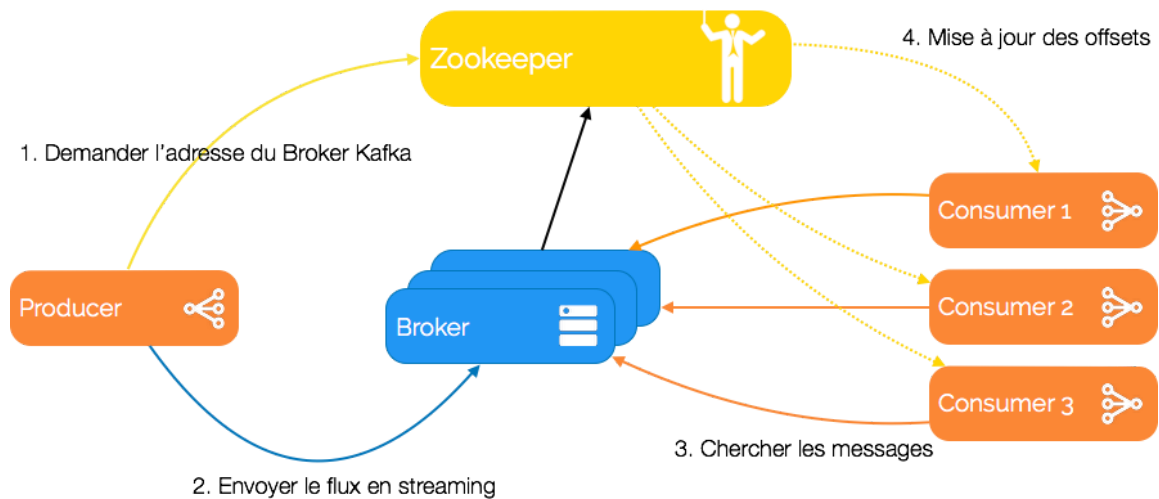 Zookeeper
4. Mise à jour des offsets
1. Demander l'adresse du Broker Kafka
Consumer 1
Producer
Broker
Consumer 2
Consumer 3
3. Chercher les messages
2. Envoyer le flux en streaming